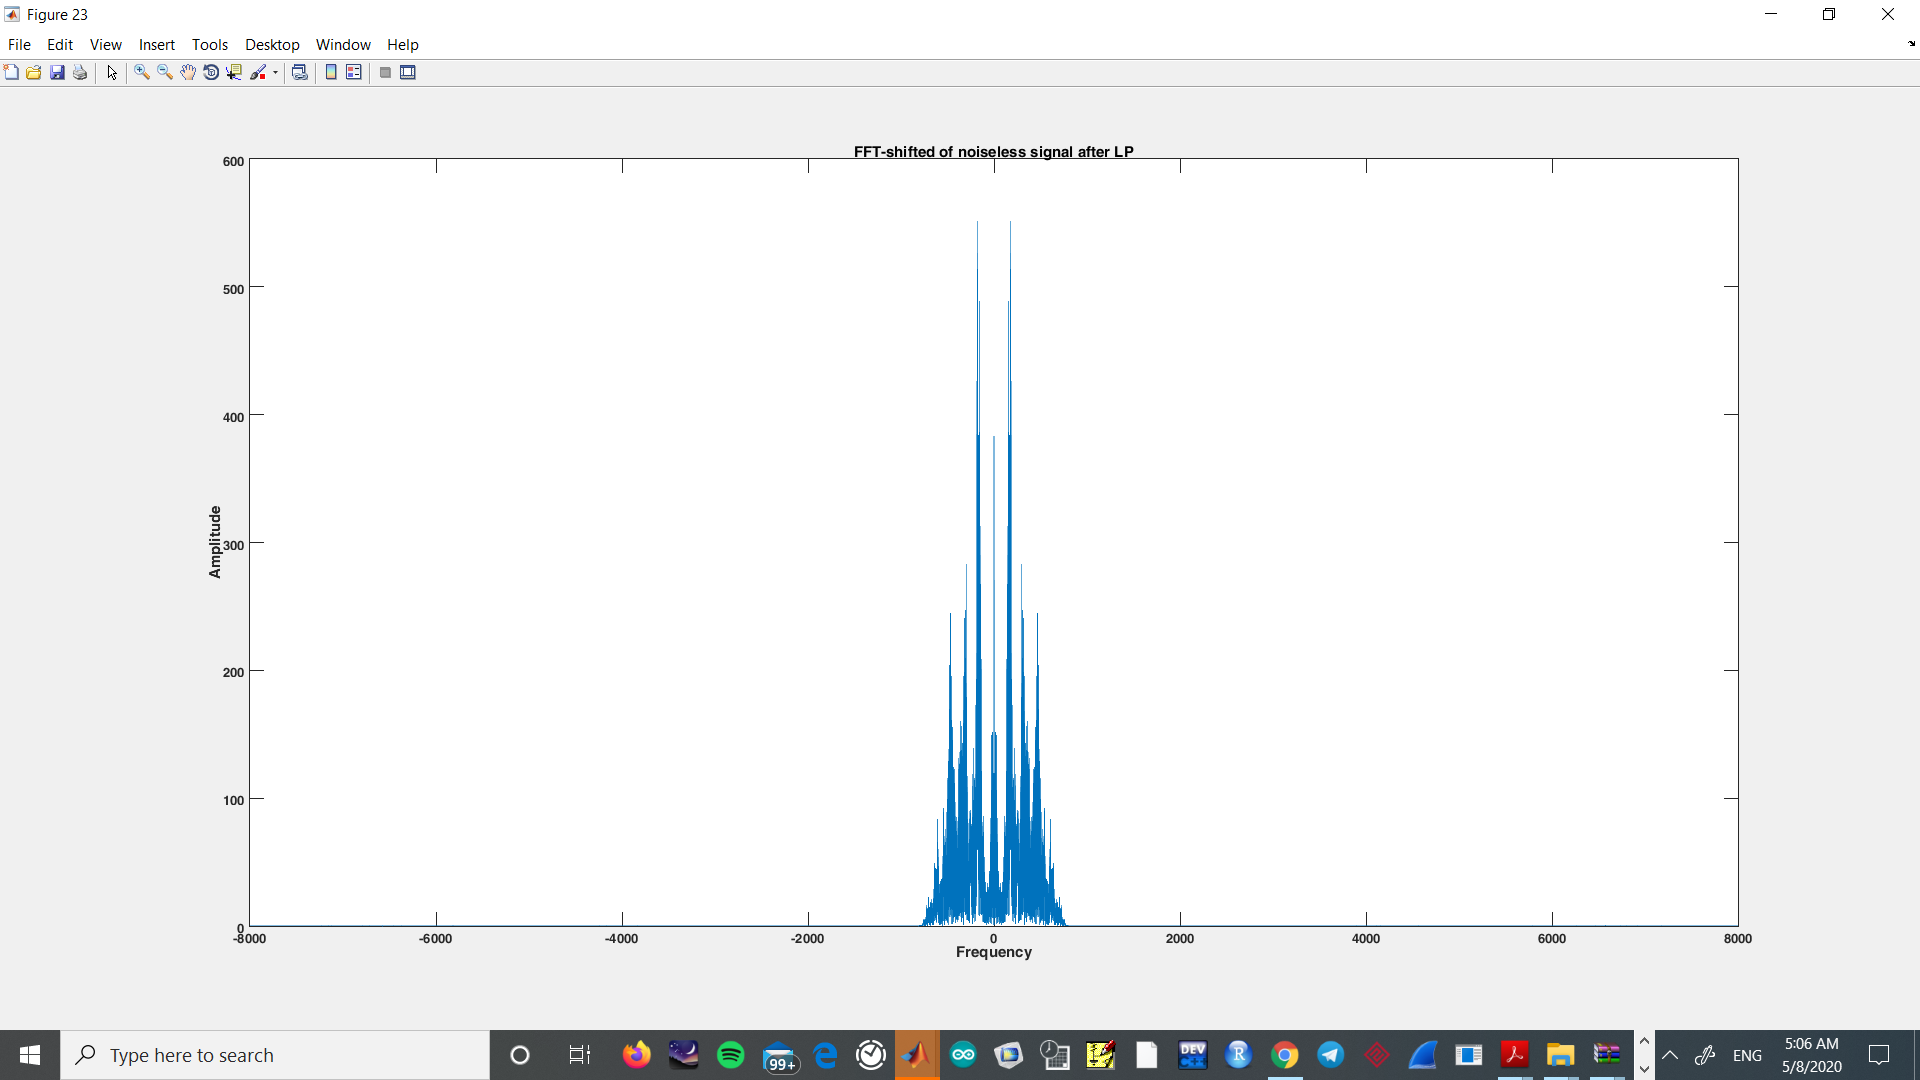 Figure 23
File Edit View Insert Tools Desktop Window Help
FFT-shifted of noiseless signal after LP
600
500
400
300
200
100
0
Amplitude
-8000 -6000 -4000 -2000 0 2000 4000 6000 8000
Frequency
Type here to search
99+
DEV
C++
R
ENG
5:06 AM
5/8/2020